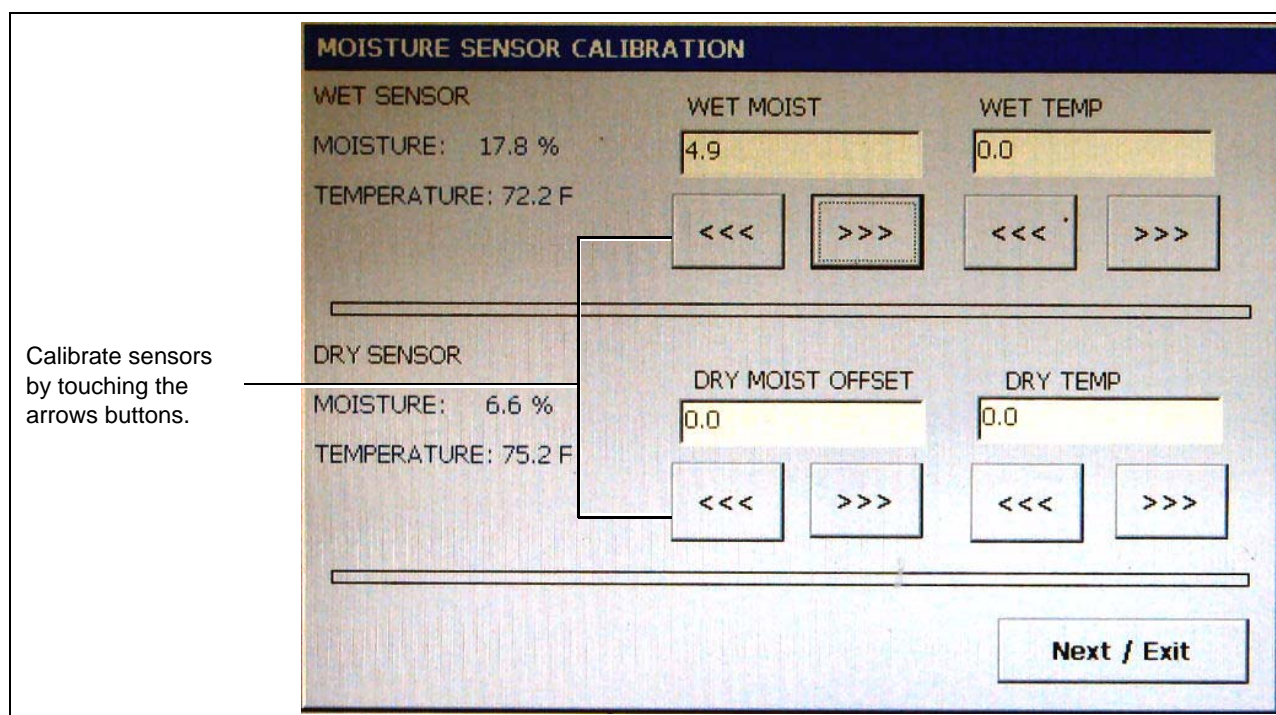 MOISTURE SENSOR CALIBRATION
WET SENSOR
MOISTURE: 17.8 %
TEMPERATURE: 72.2 F
WET MOIST
4.9
<<< >>>
WET TEMP
0.0
<<< >>>
Calibrate sensors
by touching the
arrows buttons.
DRY SENSOR
MOISTURE: 6.6 %
TEMPERATURE: 75.2 F
DRY MOIST OFFSET
0.0
<<< >>>
DRY TEMP
0.0
<<< >>>
Next / Exit